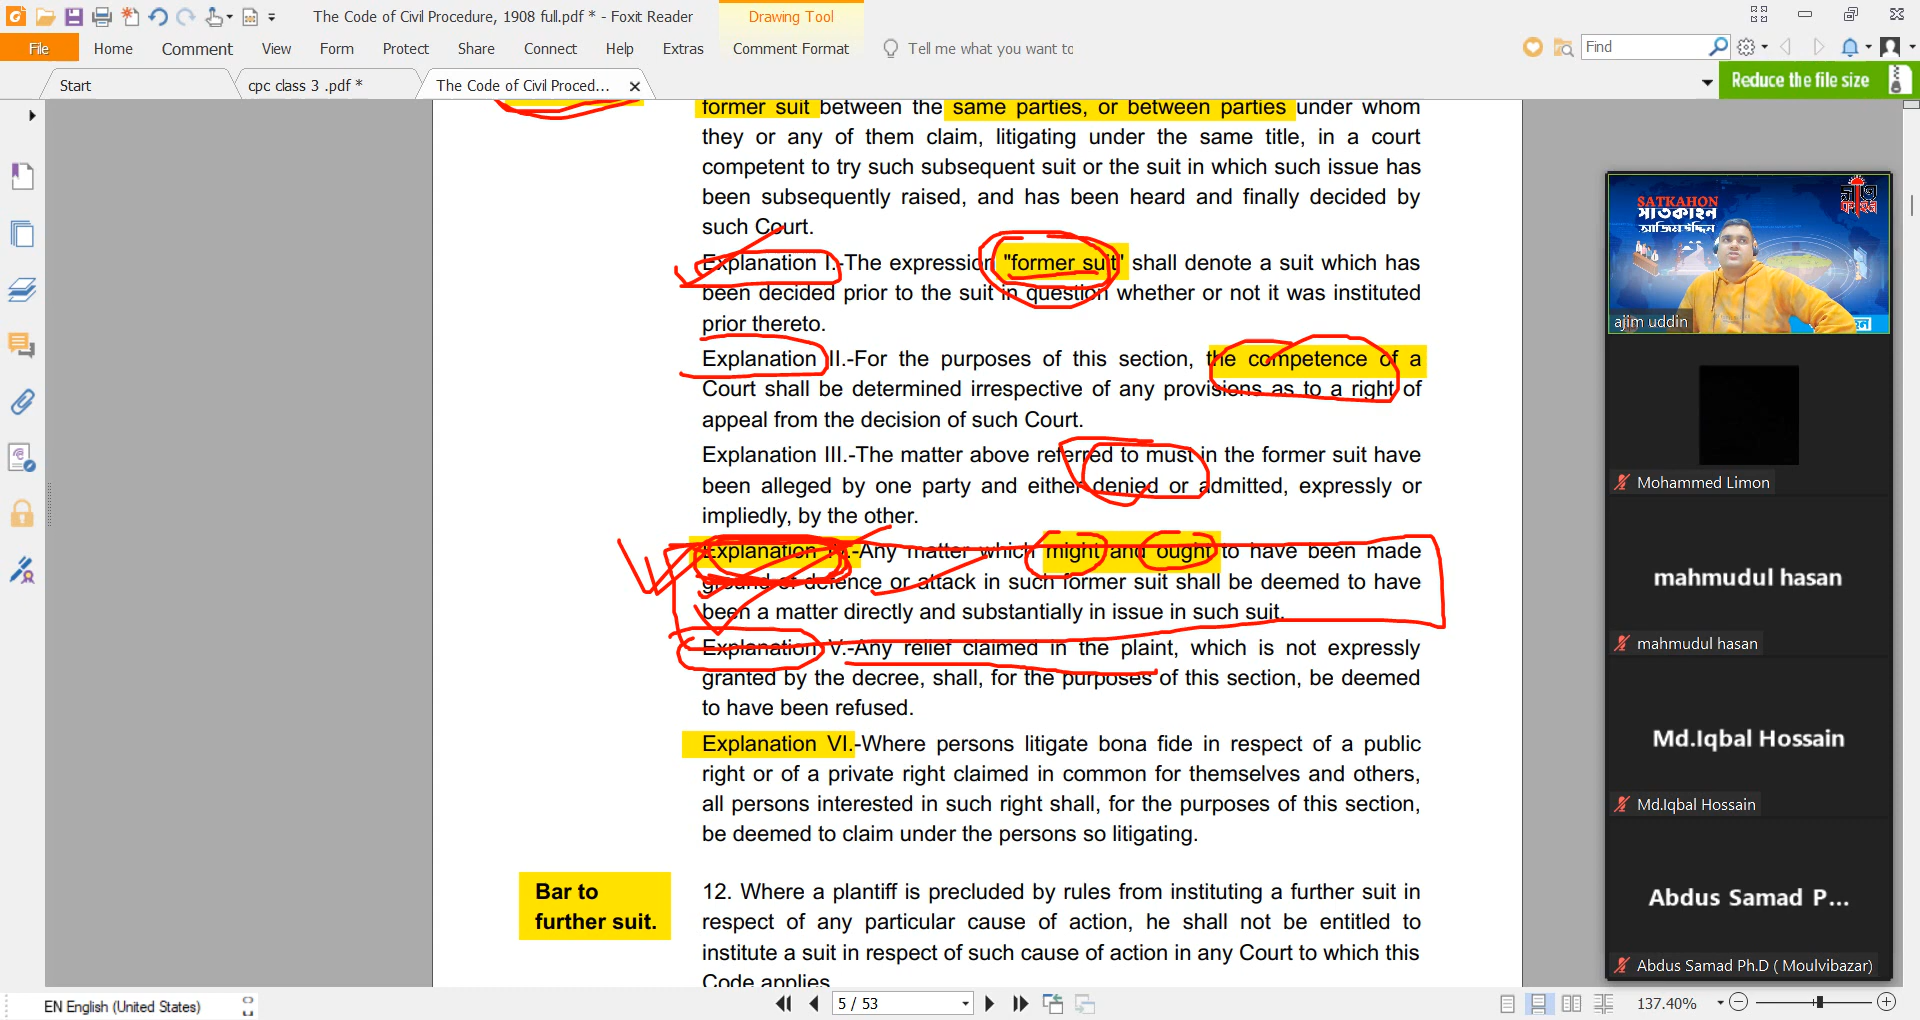 The Code of Civil Procedure, 1908 full.pdf * - Foxit Reader
Drawing Tool
File
Home
Comment
View
Form
Protect
Share
Connect
Help
Extras
Comment Format
Tell me what you want to
Find
Start
cpc class 3 .pdf *
The Code of Civil Proced...
Reduce the file size
former suit between the same parties, or between parties under whom
they or any of them claim, litigating under the same title, in a court
competent to try such subsequent suit or the suit in which such issue has
been subsequently raised, and has been heard and finally decided by
such Court.
Explanation I.-The expression "former suit" shall denote a suit which has
been decided prior to the suit in question whether or not it was instituted
prior thereto.
Explanation II.-For the purposes of this section, the competence of a
Court shall be determined irrespective of any provisions as to a right of
appeal from the decision of such Court.
Explanation III.-The matter above referred to must in the former suit have
been alleged by one party and either denied or admitted, expressly or
impliedly, by the other.
Explanation IV.-Any matter which might and ought to have been made
ground of defence or attack in such former suit shall be deemed to have
been a matter directly and substantially in issue in such suit.
Explanation V.-Any relief claimed in the plaint, which is not expressly
granted by the decree, shall, for the purposes of this section, be deemed
to have been refused.
Explanation VI.-Where persons litigate bona fide in respect of a public
right or of a private right claimed in common for themselves and others,
all persons interested in such right shall, for the purposes of this section,
be deemed to claim under the persons so litigating.
Bar to
further suit.
12. Where a plantiff is precluded by rules from instituting a further suit in
respect of any particular cause of action, he shall not be entitled to
institute a suit in respect of such cause of action in any Court to which this
Code applies
SATKAHON
সাতকাহন
আজিম উদ্দিন
ajim uddin
Mohammed Limon
mahmudul hasan
mahmudul hasan
Md.Iqbal Hossain
Md.Iqbal Hossain
Abdus Samad P...
Abdus Samad Ph.D ( Moulvibazar)
EN English (United States)
5 / 53
137.40%